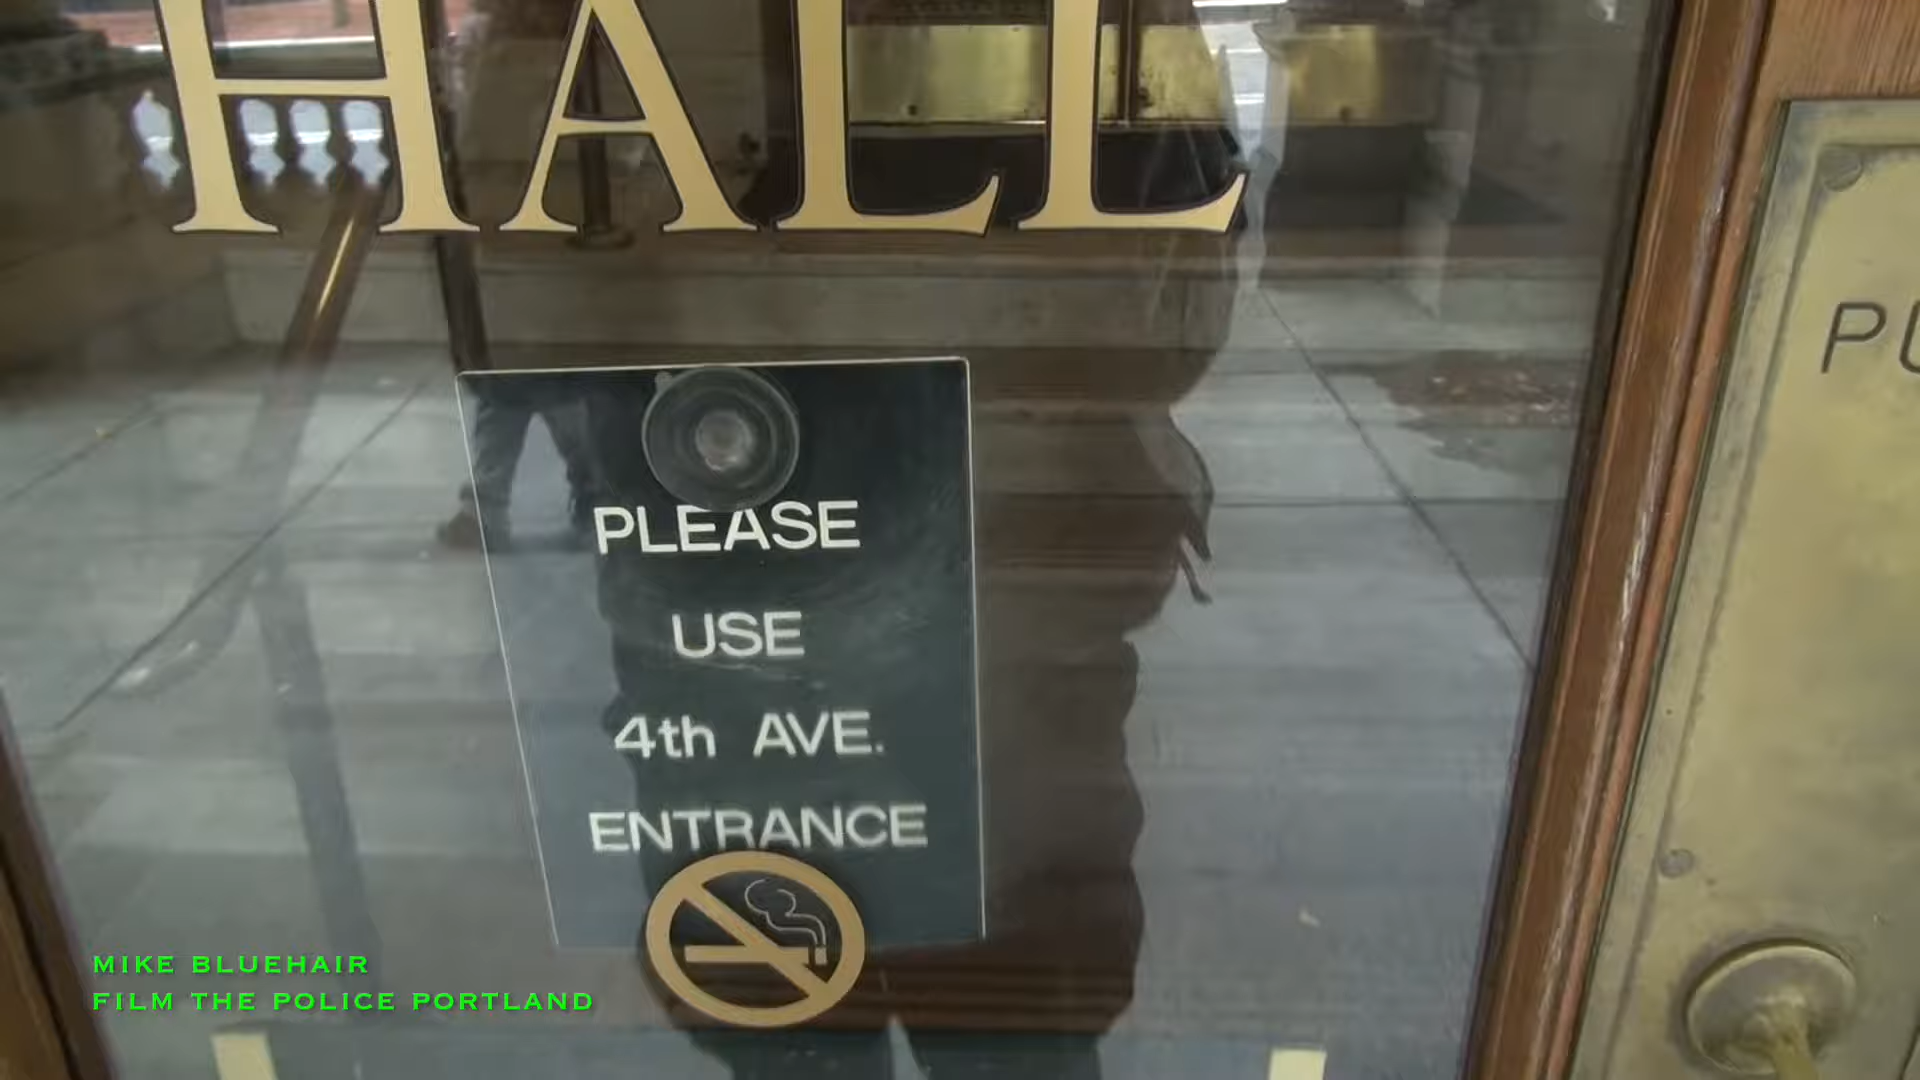 HALL
PLEASE
USE
4th AVE.
ENTRANCE
MIKE BLUEHAIR
FILM THE POLICE PORTLAND